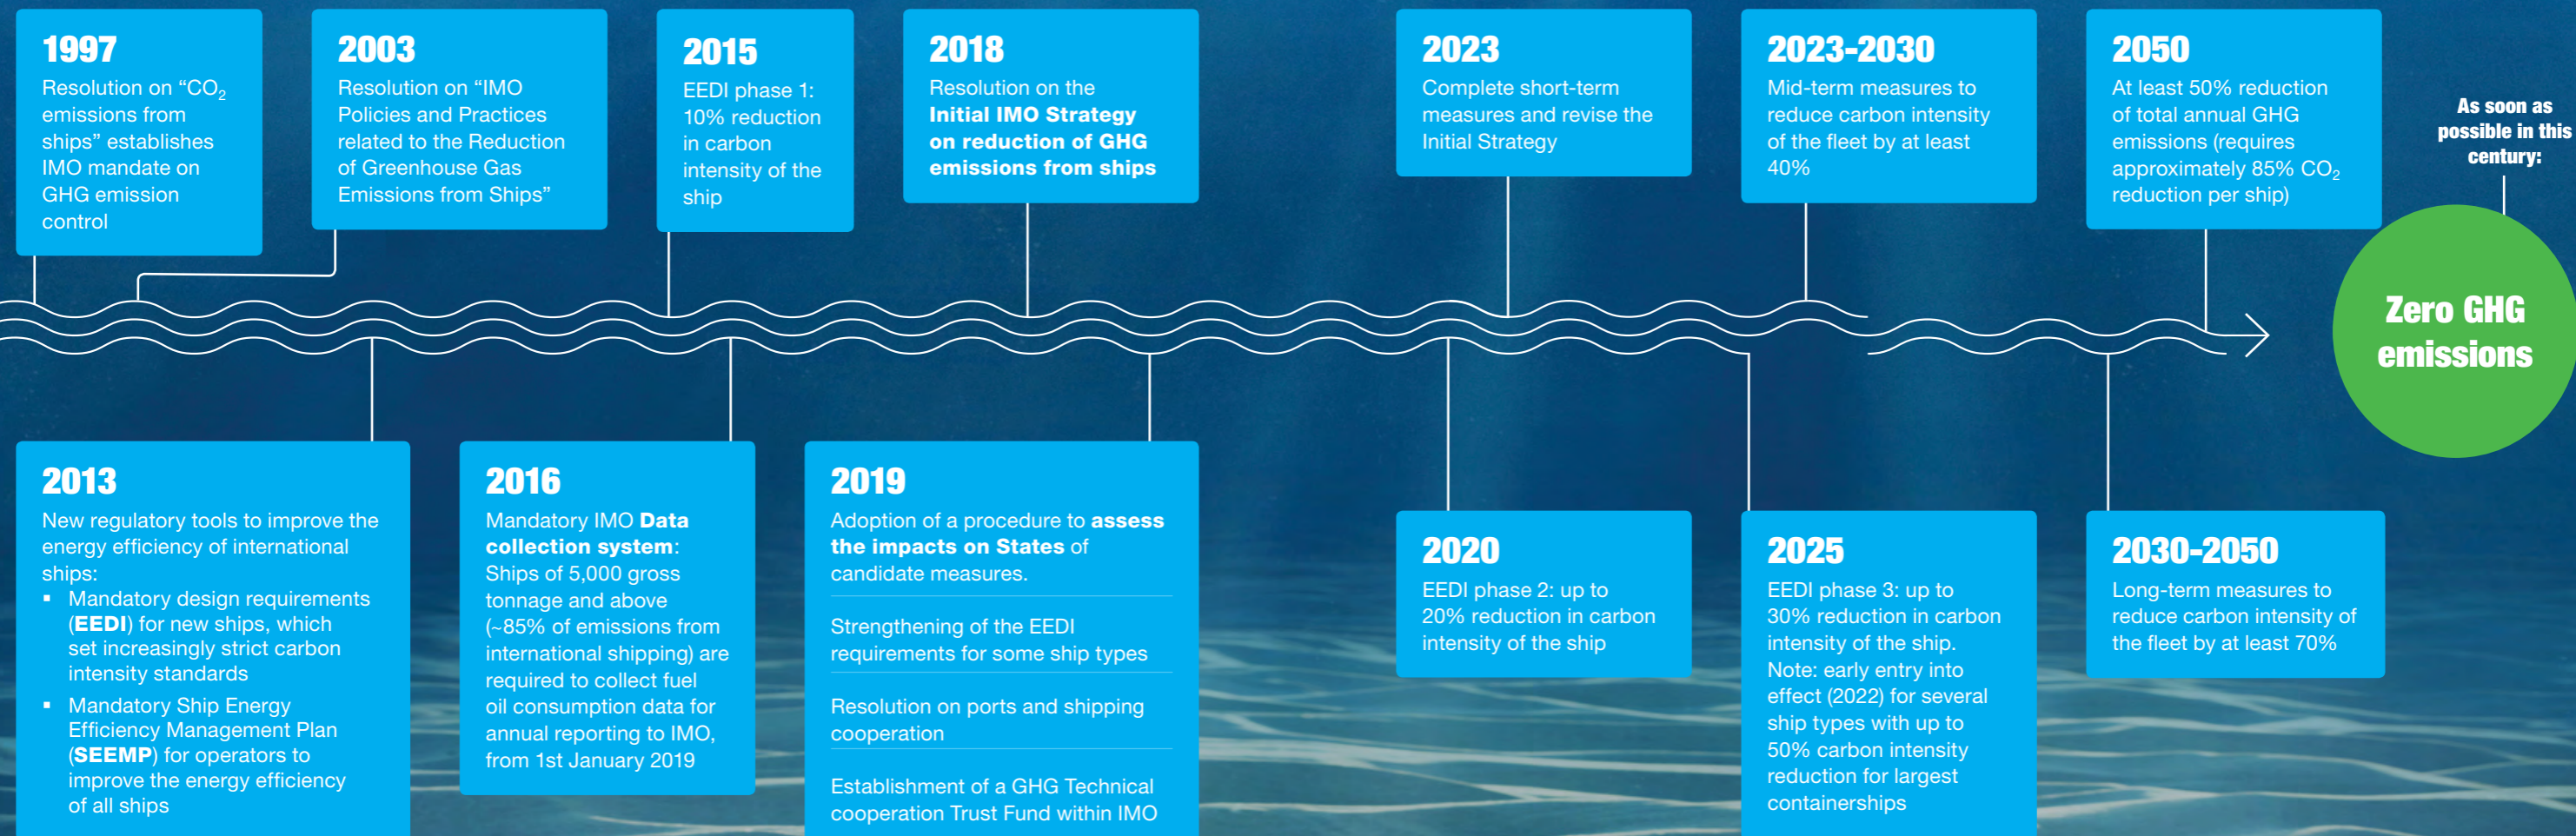 1997
Resolution on “CO₂
emissions from
ships” establishes
IMO mandate on
GHG emission
control
2003
Resolution on “IMO
Policies and Practices
related to the Reduction
of Greenhouse Gas
Emissions from Ships”
2015
EEDI phase 1:
10% reduction
in carbon
intensity of the
ship
2018
Resolution on the
Initial IMO Strategy
on reduction of GHG
emissions from ships
2023
Complete short-term
measures and revise the
Initial Strategy
2023-2030
Mid-term measures to
reduce carbon intensity
of the fleet by at least
40%
2050
At least 50% reduction
of total annual GHG
emissions (requires
approximately 85% CO₂
reduction per ship)
As soon as
possible in this
century:
Zero GHG
emissions
2013
New regulatory tools to improve the
energy efficiency of international
ships:
▪ Mandatory design requirements
(EEDI) for new ships, which
set increasingly strict carbon
intensity standards
▪ Mandatory Ship Energy
Efficiency Management Plan
(SEEMP) for operators to
improve the energy efficiency
of all ships
2016
Mandatory IMO Data
collection system:
Ships of 5,000 gross
tonnage and above
(~85% of emissions from
international shipping) are
required to collect fuel
oil consumption data for
annual reporting to IMO,
from 1st January 2019
2019
Adoption of a procedure to assess
the impacts on States of
candidate measures.
Strengthening of the EEDI
requirements for some ship types
Resolution on ports and shipping
cooperation
Establishment of a GHG Technical
cooperation Trust Fund within IMO
2020
EEDI phase 2: up to
20% reduction in carbon
intensity of the ship
2025
EEDI phase 3: up to
30% reduction in carbon
intensity of the ship.
Note: early entry into
effect (2022) for several
ship types with up to
50% carbon intensity
reduction for largest
containerships
2030-2050
Long-term measures to
reduce carbon intensity of
the fleet by at least 70%